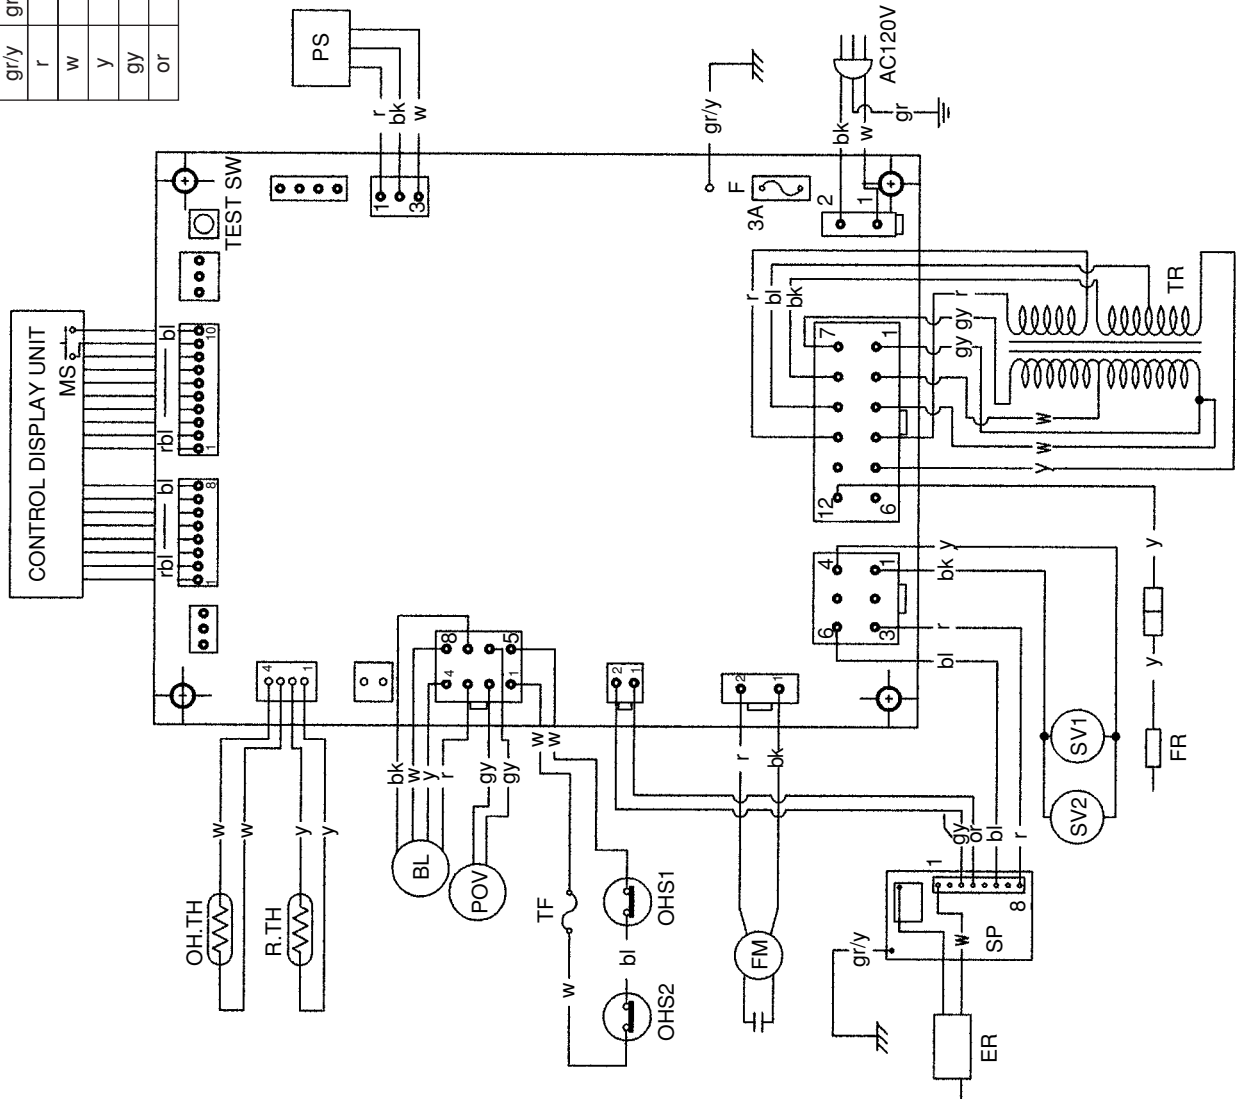 gr/y gr
r
w
y
gy
or
PS
r
bk
w
1
3
TEST SW
CONTROL DISPLAY UNIT
MS
bl
10
rbl
1
bl
8
rbl
1
gr/y
F
3A
2
1
bk
w
gr
AC120V
r
bl
bk
7
1
12
6
gy gy r
gy
w
w
y
TR
4
1
6
3
y
bk
r
bl
y
y
FR
SV1
SV2
4
1
w
w
y
y
OH.TH
R.TH
8
5
4
1
bk
w
y
r
gy
gy
w
w
BL
POV
TF
w
OHS1
bl
OHS2
2
1
2
1
r
bk
FM
gy
or
bl
r
1
8
w
SP
gr/y
ER